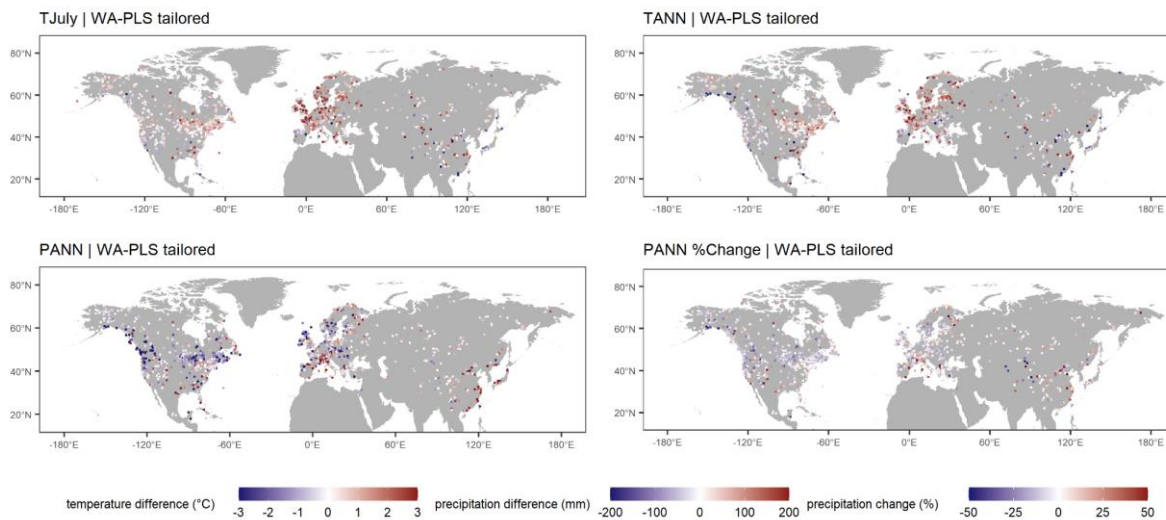 TJuly | WA-PLS tailored
TANN | WA-PLS tailored
80°N
60°N
40°N
20°N
-180°E -120°E -60°E 0°E 60°E 120°E 180°E
80°N
60°N
40°N
20°N
-180°E -120°E -60°E 0°E 60°E 120°E 180°E
PANN | WA-PLS tailored
PANN %Change | WA-PLS tailored
80°N
60°N
40°N
20°N
-180°E -120°E -60°E 0°E 60°E 120°E 180°E
80°N
60°N
40°N
20°N
-180°E -120°E -60°E 0°E 60°E 120°E 180°E
temperature difference (°C) -3 -2 -1 0 1 2 3
precipitation difference (mm) -200 -100 0 100 200
precipitation change (%) -50 -25 0 25 50